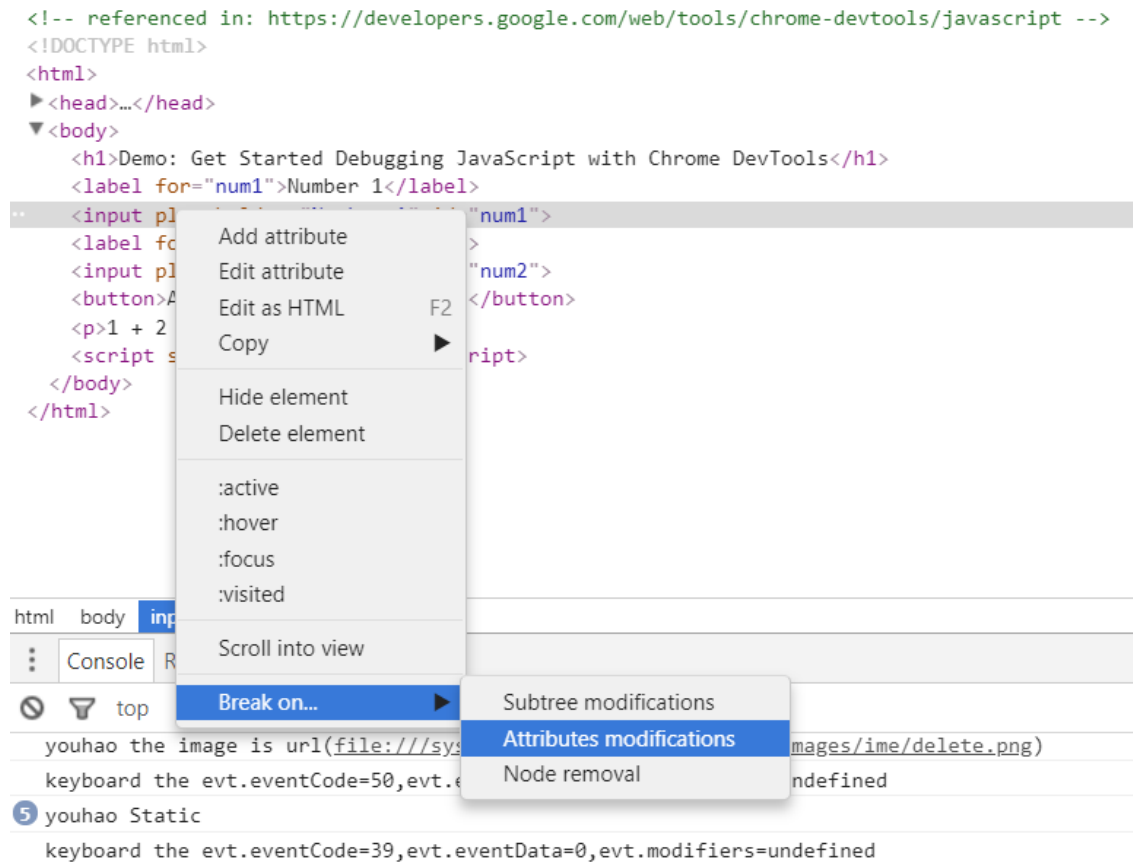 <!-- referenced in: https://developers.google.com/web/tools/chrome-devtools/javascript -->
<!DOCTYPE html>
<html>
<head>…</head>
<body>
<h1>Demo: Get Started Debugging JavaScript with Chrome DevTools</h1>
<label for="num1">Number 1</label>
<input "num1">
<label
<input "num2">
<button> </button>
<p>1 + 2
<script
</body>
</html>
Add attribute
Edit attribute
Edit as HTML F2
Copy
Hide element
Delete element
:active
:hover
:focus
:visited
Scroll into view
Break on...
Subtree modifications
Attributes modifications
Node removal
html body
Console
top
youhao the image is url(file:///sys mages/ime/delete.png)
keyboard the evt.eventCode=50,evt. ndefined
5 youhao Static
keyboard the evt.eventCode=39,evt.eventData=0,evt.modifiers=undefined